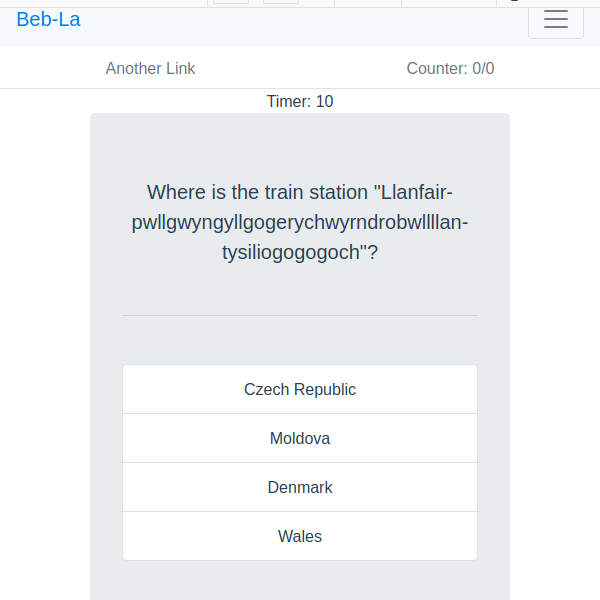 Beb-La
Another Link
Counter: 0/0
Timer: 10
Where is the train station "Llanfair-
pwllgwyngyllgogerychwyrndrobwllllan-
tysiliogogogoch"?
Czech Republic
Moldova
Denmark
Wales